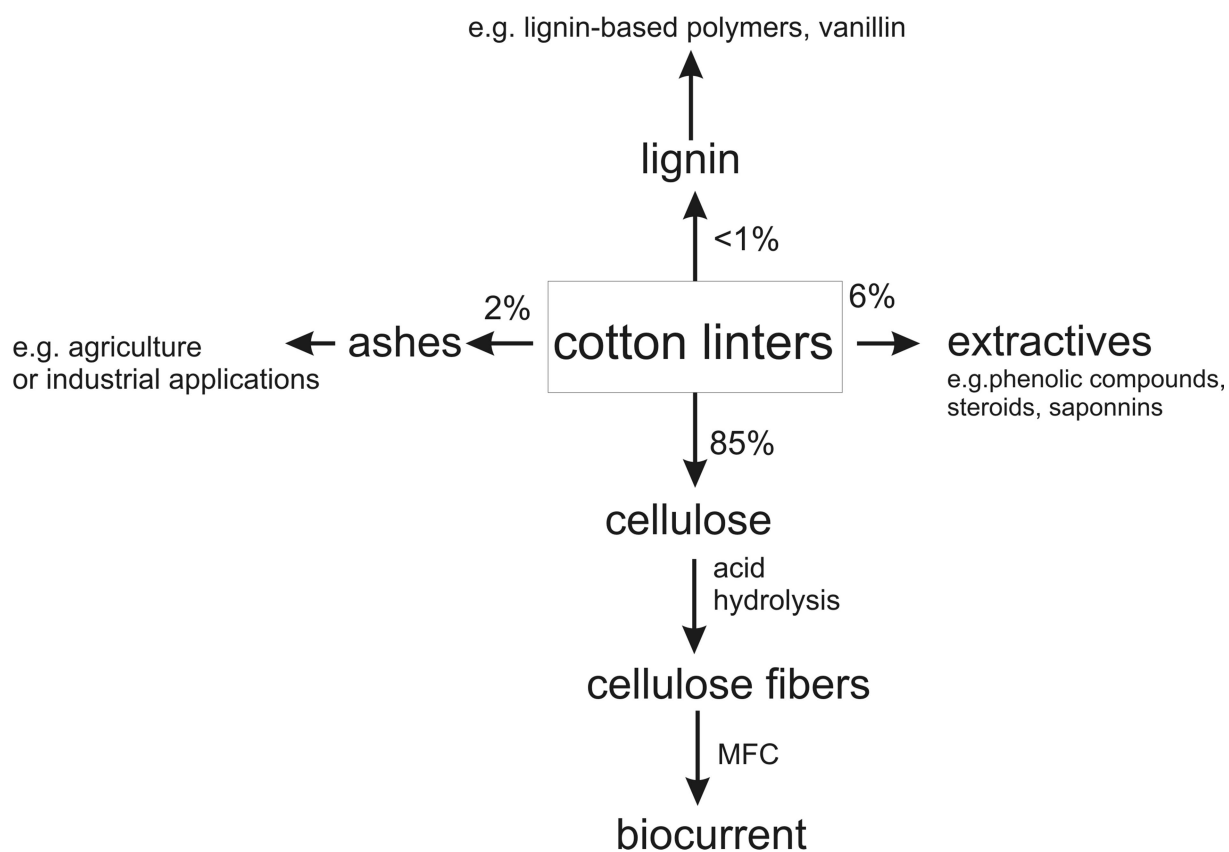 e.g. lignin-based polymers, vanillin
lignin
<1%
2%
6%
e.g. agriculture
or industrial applications
ashes
cotton linters
extractives
e.g.phenolic compounds,
steroids, saponnins
85%
cellulose
acid
hydrolysis
cellulose fibers
MFC
biocurrent